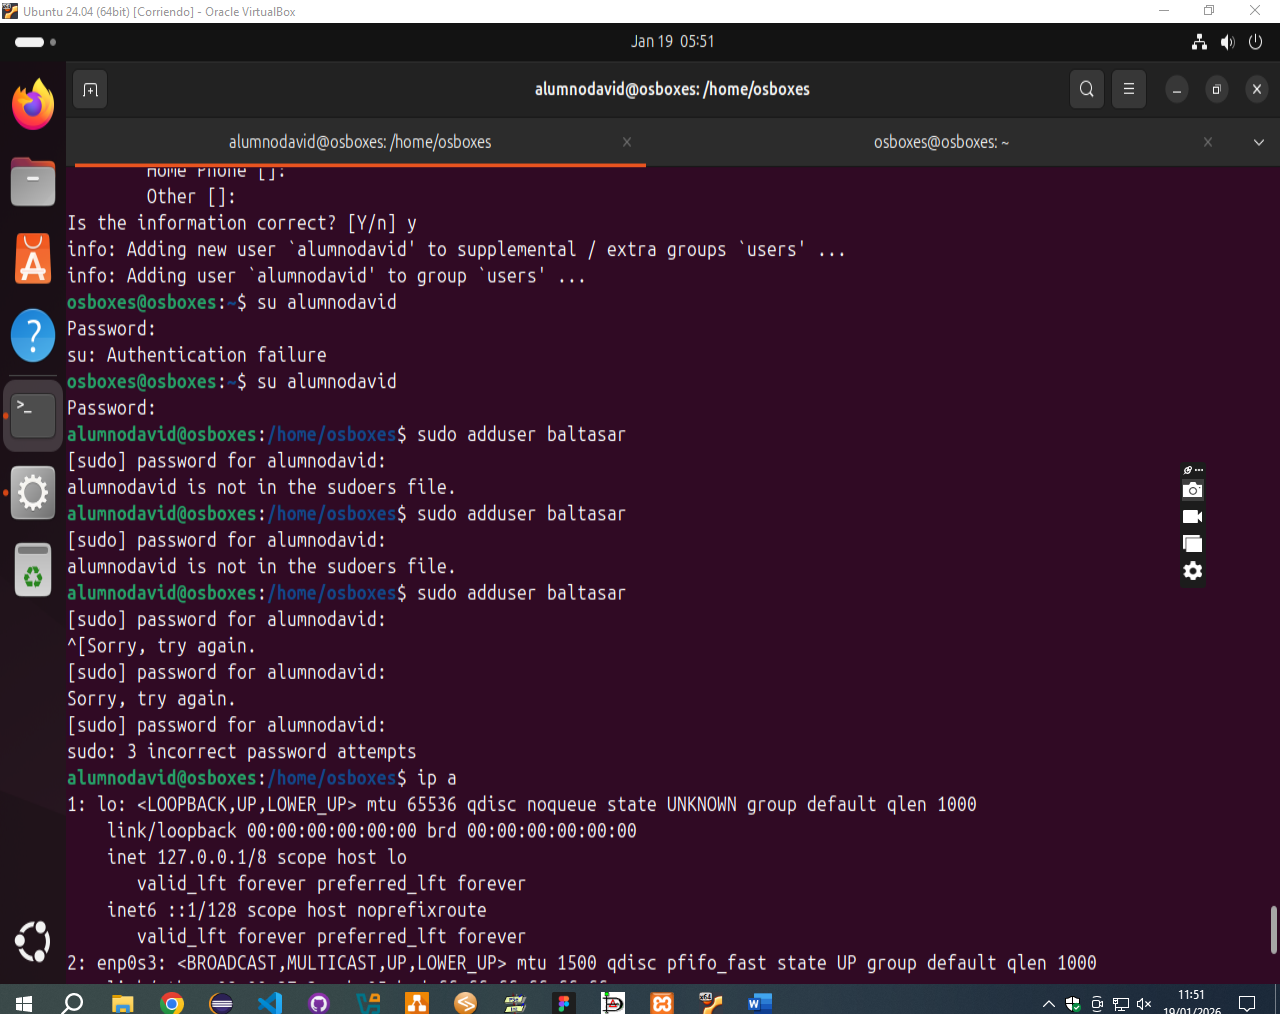 Ubuntu 24.04 (64bit) [Corriendo] - Oracle VirtualBox
Jan 19 05:51
alumnodavid@osboxes: /home/osboxes
alumnodavid@osboxes: /home/osboxes
osboxes@osboxes: ~
Home Phone []:
Other []:
Is the information correct? [Y/n] y
info: Adding new user `alumnodavid' to supplemental / extra groups `users' ...
info: Adding user `alumnodavid' to group `users' ...
osboxes@osboxes:~$ su alumnodavid
Password:
su: Authentication failure
osboxes@osboxes:~$ su alumnodavid
Password:
alumnodavid@osboxes:/home/osboxes$ sudo adduser baltasar
[sudo] password for alumnodavid:
alumnodavid is not in the sudoers file.
alumnodavid@osboxes:/home/osboxes$ sudo adduser baltasar
[sudo] password for alumnodavid:
alumnodavid is not in the sudoers file.
alumnodavid@osboxes:/home/osboxes$ sudo adduser baltasar
[sudo] password for alumnodavid:
^[Sorry, try again.
[sudo] password for alumnodavid:
Sorry, try again.
[sudo] password for alumnodavid:
sudo: 3 incorrect password attempts
alumnodavid@osboxes:/home/osboxes$ ip a
1: lo: <LOOPBACK,UP,LOWER_UP> mtu 65536 qdisc noqueue state UNKNOWN group default qlen 1000
link/loopback 00:00:00:00:00:00 brd 00:00:00:00:00:00
inet 127.0.0.1/8 scope host lo
valid_lft forever preferred_lft forever
inet6 ::1/128 scope host noprefixroute
valid_lft forever preferred_lft forever
2: enp0s3: <BROADCAST,MULTICAST,UP,LOWER_UP> mtu 1500 qdisc pfifo_fast state UP group default qlen 1000
11:51
19/01/2026